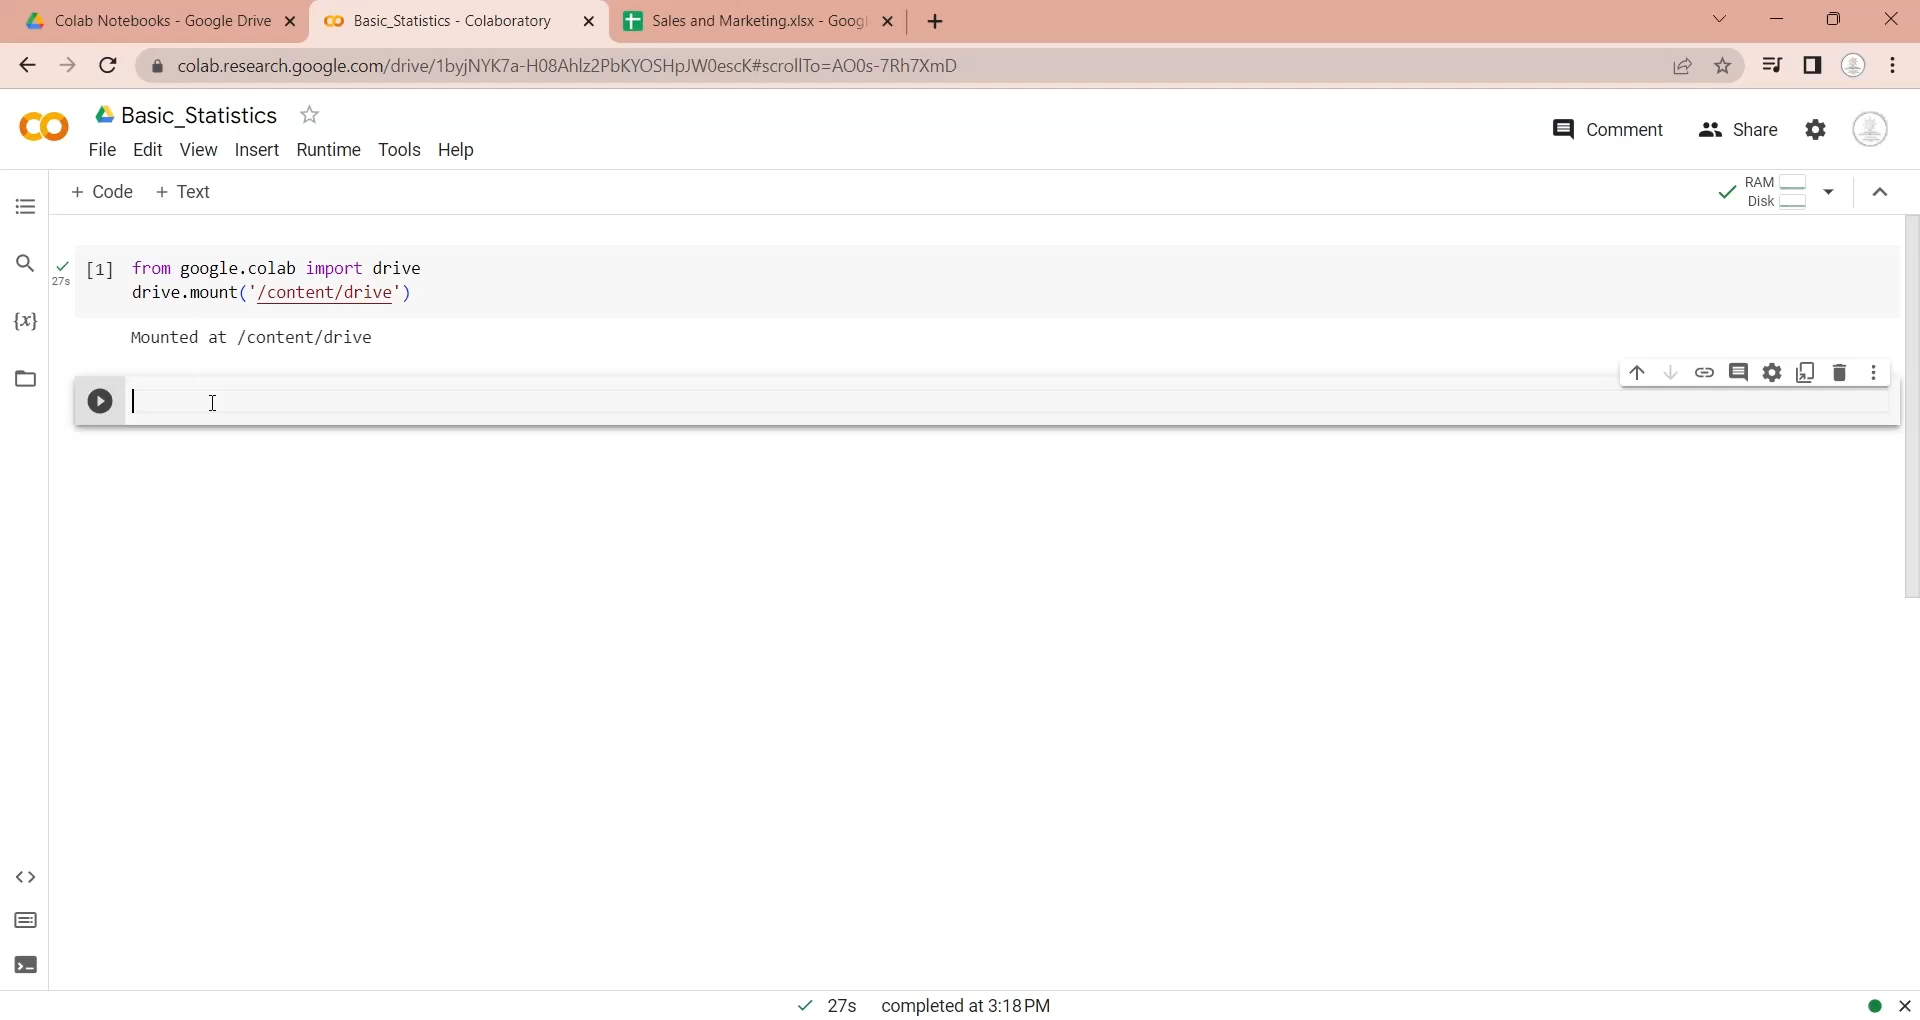 Colab Notebooks - Google Drive
Basic_Statistics - Colaboratory
Sales and Marketing.xlsx - Googl
colab.research.google.com/drive/1byjNYK7a-H08Ahlz2PbKYOSHpJW0escK#scrollTo=AO0s-7Rh7XmD
Basic_Statistics
Comment
Share
File Edit View Insert Runtime Tools Help
+ Code + Text
RAM
Disk
[1] from google.colab import drive
27s
drive.mount('/content/drive')
{x}
Mounted at /content/drive
27s completed at 3:18 PM